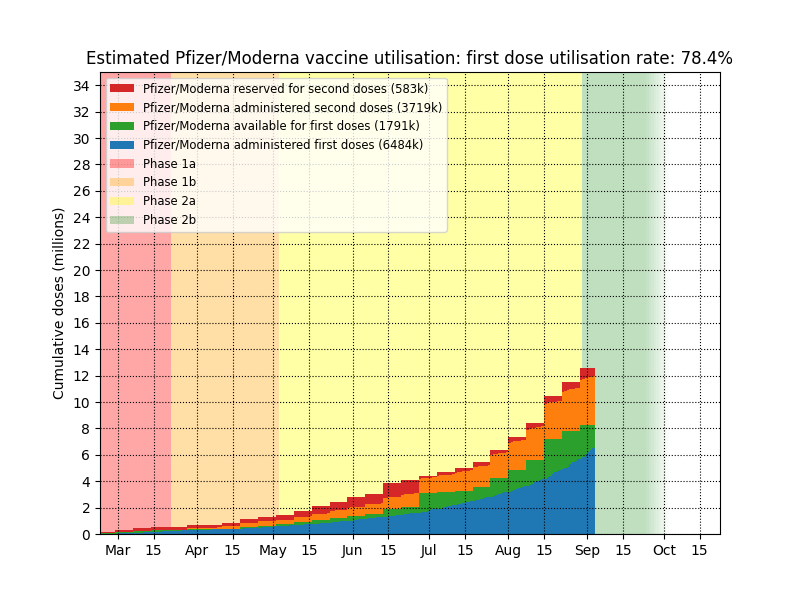 Estimated Pfizer/Moderna vaccine utilisation: first dose utilisation rate: 78.4%
Cumulative doses (millions)
34
32
30
28
26
24
22
20
18
16
14
12
10
8
6
4
2
0
Pfizer/Moderna reserved for second doses (583k)
Pfizer/Moderna administered second doses (3719k)
Pfizer/Moderna available for first doses (1791k)
Pfizer/Moderna administered first doses (6484k)
Phase 1a
Phase 1b
Phase 2a
Phase 2b
Mar 15 Apr 15 May 15 Jun 15 Jul 15 Aug 15 Sep 15 Oct 15